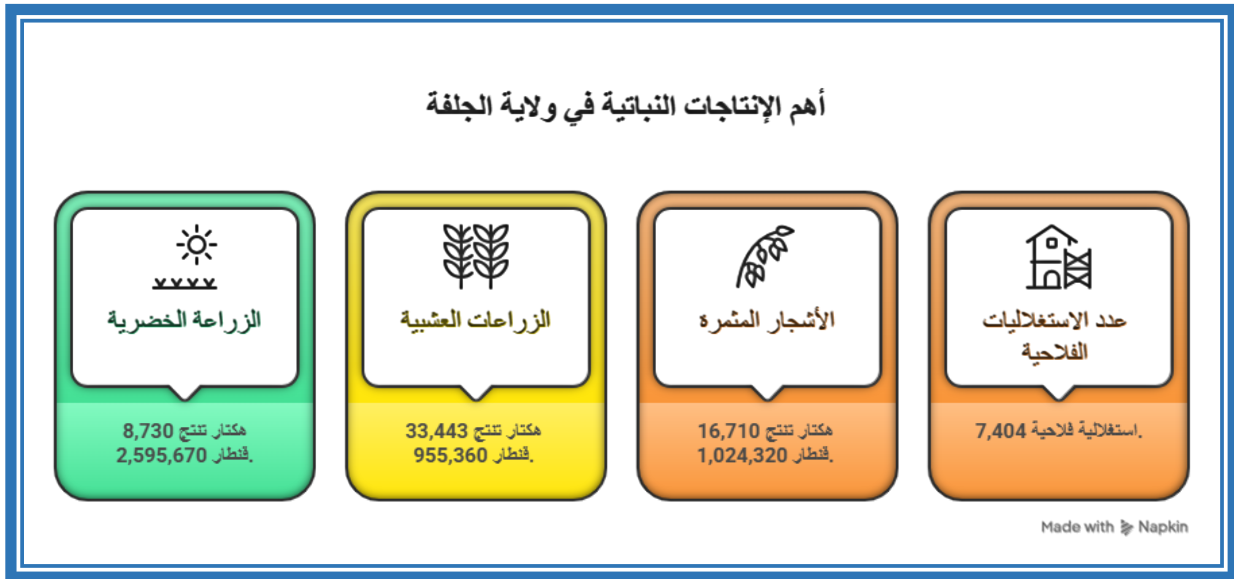 أهم الإنتاجات النباتية في ولاية الجلفة
عدد الاستغلاليات
الفلاحية
7,404 استغلالية فلاحية.
الأشجار المثمرة
16,710 هكتار تنتج
1,024,320 قنطار.
الزراعات العشبية
33,443 هكتار تنتج
955,360 قنطار.
الزراعة الخضرية
8,730 هكتار تنتج
2,595,670 قنطار.
Made with Napkin